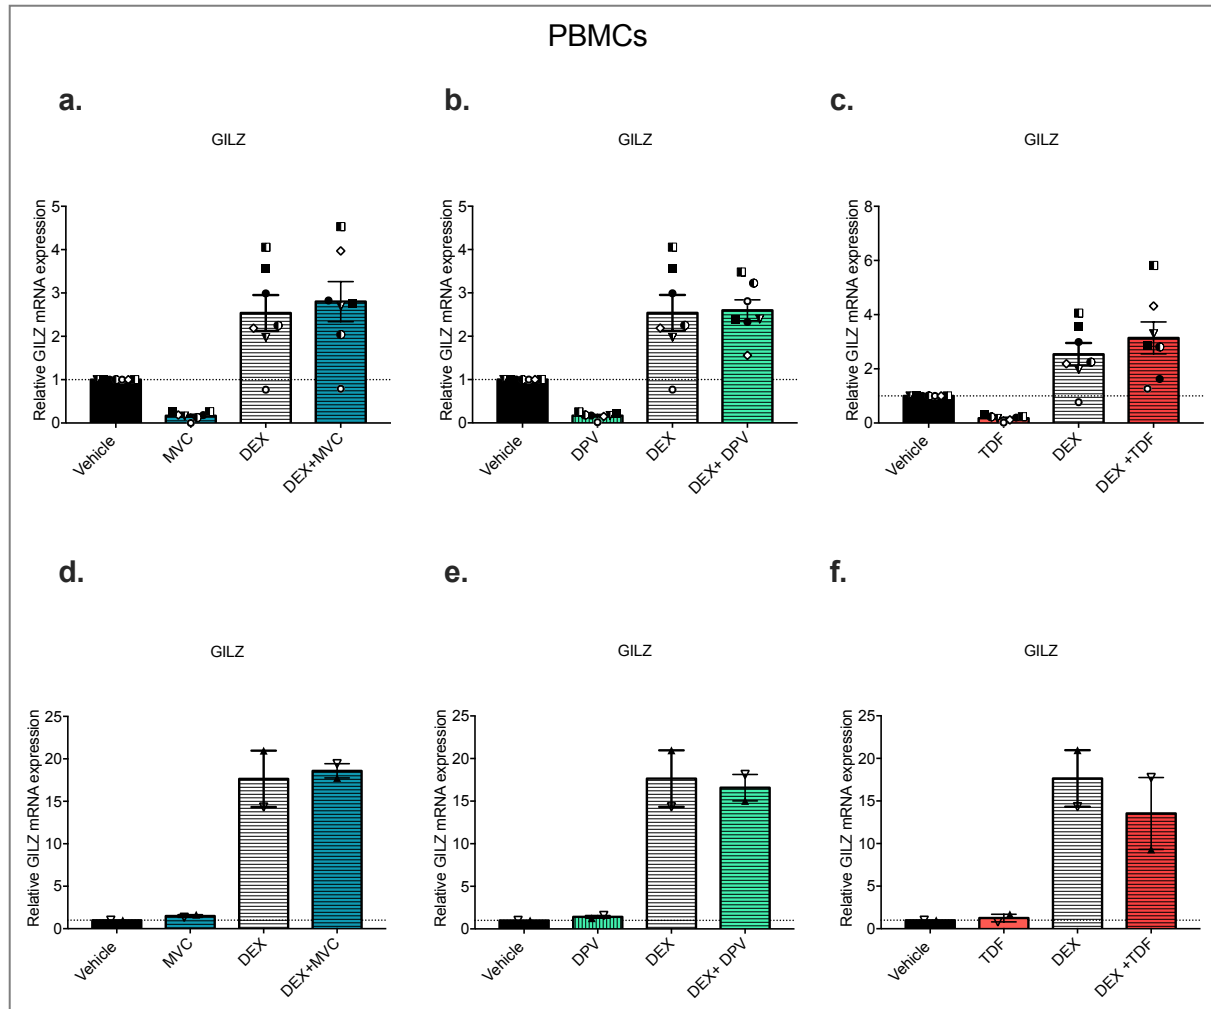 PBMCs
a.
GILZ
Relative GILZ mRNA expression
5
4
3
2
1
0
Vehicle
MVC
DEX
DEX+MVC
b.
GILZ
Relative GILZ mRNA expression
5
4
3
2
1
0
Vehicle
DPV
DEX
DEX+ DPV
c.
GILZ
Relative GILZ mRNA expression
8
6
4
2
0
Vehicle
TDF
DEX
DEX +TDF
d.
GILZ
Relative GILZ mRNA expression
25
20
15
10
5
0
Vehicle
MVC
DEX
DEX+MVC
e.
GILZ
Relative GILZ mRNA expression
25
20
15
10
5
0
Vehicle
DPV
DEX
DEX+ DPV
f.
GILZ
Relative GILZ mRNA expression
25
20
15
10
5
0
Vehicle
TDF
DEX
DEX +TDF